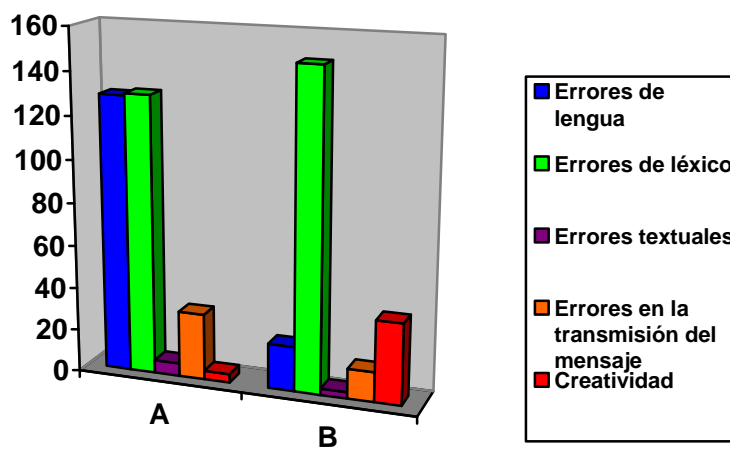 160
140
120
100
80
60
40
20
0
A
B
Errores de
lengua
Errores de léxico
Errores textuales
Errores en la
transmisión del
mensaje
Creatividad